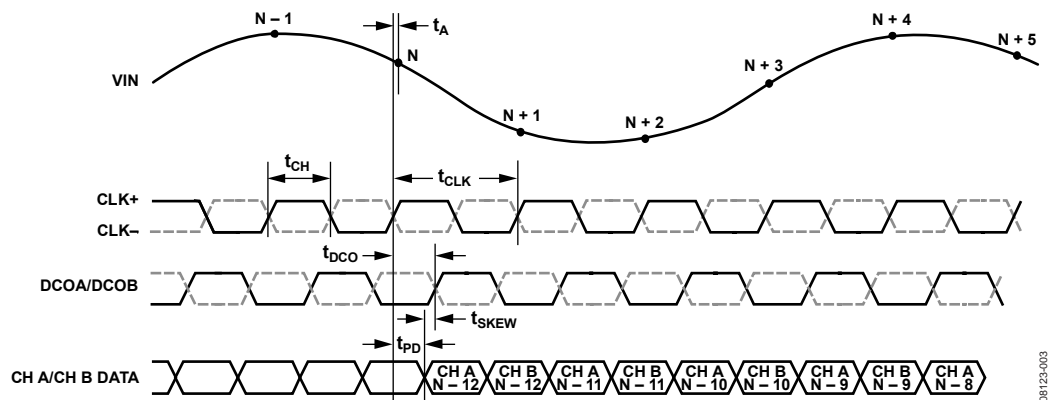 N – 1
tA
N
N + 4
N + 5
N + 3
VIN
N + 1
N + 2
tCH
tCLK
CLK+
CLK–
tDCO
DCOA/DCOB
tSKEW
tPD
CH A/CH B DATA
CH A
N – 12
CH B
N – 12
CH A
N – 11
CH B
N – 11
CH A
N – 10
CH B
N – 10
CH A
N – 9
CH B
N – 9
CH A
N – 8
08123-003